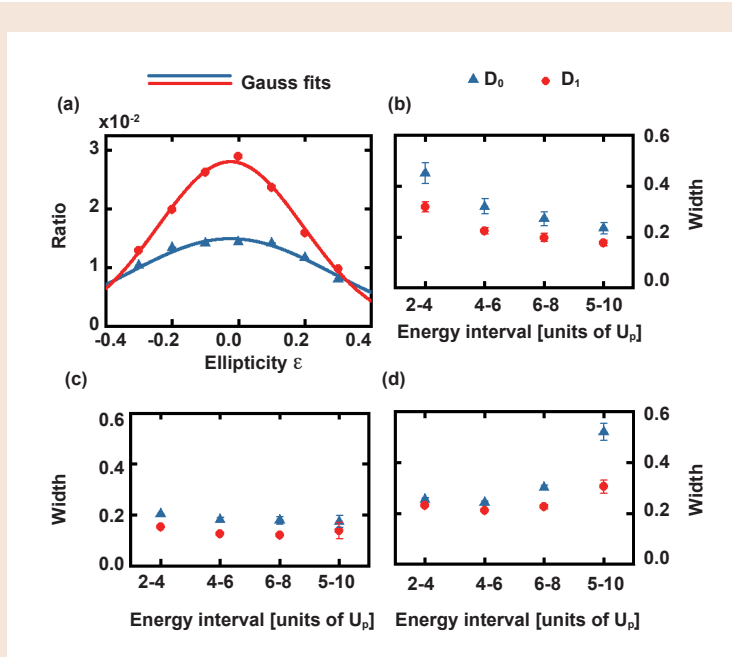 Gauss fits
D₀
D₁
(a)
x10⁻²
3
2
1
0
Ratio
-0.4 -0.2 0.0 0.2 0.4
Ellipticity ε
(b)
0.6
0.4
0.2
0.0
Width
2-4 4-6 6-8 5-10
Energy interval [units of Uₚ]
(c)
0.6
0.4
0.2
0.0
Width
2-4 4-6 6-8 5-10
Energy interval [units of Uₚ]
(d)
0.6
0.4
0.2
0.0
Width
2-4 4-6 6-8 5-10
Energy interval [units of Uₚ]